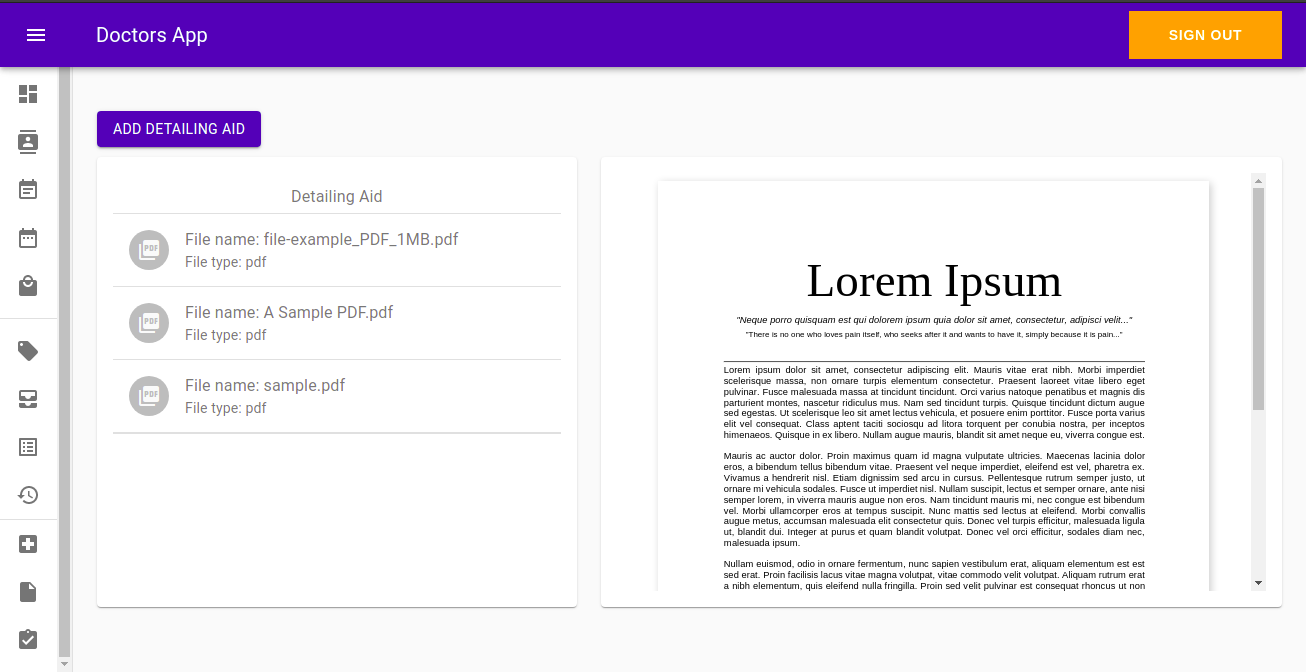 Doctors App
SIGN OUT
ADD DETAILING AID
Detailing Aid
PDF
File name: file-example_PDF_1MB.pdf
File type: pdf
PDF
File name: A Sample PDF.pdf
File type: pdf
PDF
File name: sample.pdf
File type: pdf
Lorem Ipsum
"Neque porro quisquam est qui dolorem ipsum quia dolor sit amet, consectetur, adipisci velit..."
"There is no one who loves pain itself, who seeks after it and wants to have it, simply because it is pain..."
Lorem ipsum dolor sit amet, consectetur adipiscing elit. Mauris vitae erat nibh. Morbi imperdiet
scelerisque massa, non ornare turpis elementum consectetur. Praesent laoreet vitae libero eget
pulvinar. Fusce malesuada massa at tincidunt tincidunt. Orci varius natoque penatibus et magnis dis
parturient montes, nascetur ridiculus mus. Nam sed tincidunt turpis. Quisque tincidunt dictum augue
sed egestas. Ut scelerisque leo sit amet lectus vehicula, et posuere enim porttitor. Fusce porta varius
elit vel consequat. Class aptent taciti sociosqu ad litora torquent per conubia nostra, per inceptos
himenaeos. Quisque in ex libero. Nullam augue mauris, blandit sit amet neque eu, viverra congue est.
Mauris ac auctor dolor. Proin maximus quam id magna vulputate ultricies. Maecenas lacinia dolor
eros, a bibendum tellus bibendum vitae. Praesent vel neque imperdiet, eleifend est vel, pharetra ex.
Vivamus a hendrerit nisl. Etiam dignissim sed arcu in cursus. Pellentesque rutrum semper justo, ut
ornare mi vehicula sodales. Fusce ut imperdiet nisl. Nullam suscipit, lectus et semper ornare, ante nisi
semper lorem, in viverra mauris augue non eros. Nam tincidunt mauris mi, nec congue est bibendum
vel. Morbi ullamcorper eros at tempus suscipit. Nunc mattis sed lectus at eleifend. Morbi convallis
augue metus, accumsan malesuada elit consectetur quis. Donec vel turpis efficitur, malesuada ligula
ut, blandit dui. Integer at purus et quam blandit volutpat. Donec vel orci efficitur, sodales diam nec,
malesuada ipsum.
Nullam euismod, odio in ornare fermentum, nunc sapien vestibulum erat, aliquam elementum est est
sed erat. Proin facilisis lacus vitae magna volutpat, vitae commodo velit volutpat. Aliquam rutrum erat
a nibh elementum, quis eleifend nulla fringilla. Proin sed velit pulvinar est consequat rhoncus ut non